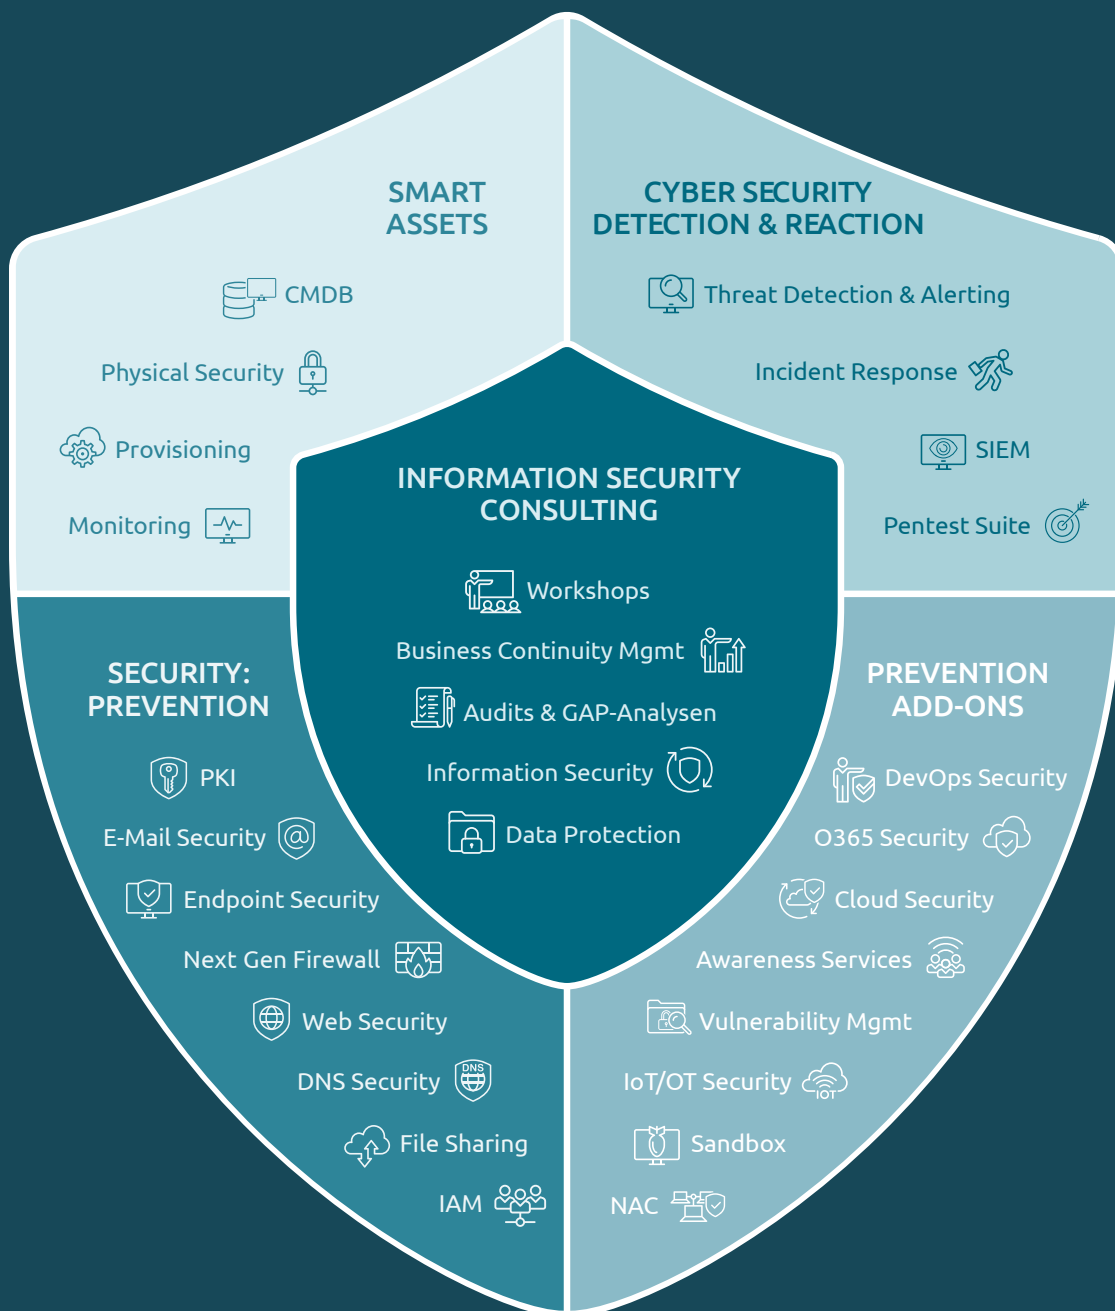 SMART
ASSETS
CMDB
Physical Security
Provisioning
Monitoring
CYBER SECURITY
DETECTION & REACTION
Threat Detection & Alerting
Incident Response
SIEM
Pentest Suite
INFORMATION SECURITY
CONSULTING
Workshops
Business Continuity Mgmt
Audits & GAP-Analysen
Information Security
Data Protection
SECURITY:
PREVENTION
PKI
E-Mail Security
@
Endpoint Security
Next Gen Firewall
Web Security
DNS Security
DNS
File Sharing
IAM
PREVENTION
ADD-ONS
DevOps Security
O365 Security
Cloud Security
Awareness Services
Vulnerability Mgmt
IoT/OT Security
IOT
Sandbox
NAC